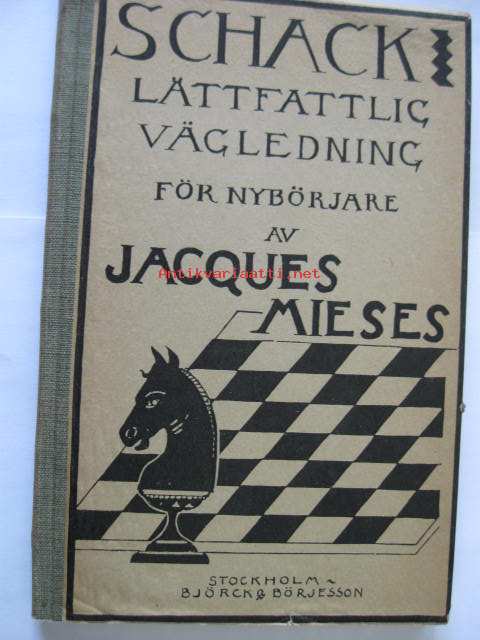 SCHACK
LÄTTFATTLIG
VÄGLEDNING
FÖR NYBÖRJARE
AV
JACQUES
Antikvariaatti.net
MIESES
STOCKHOLM ~
BJÖRCK & BÖRJESSON